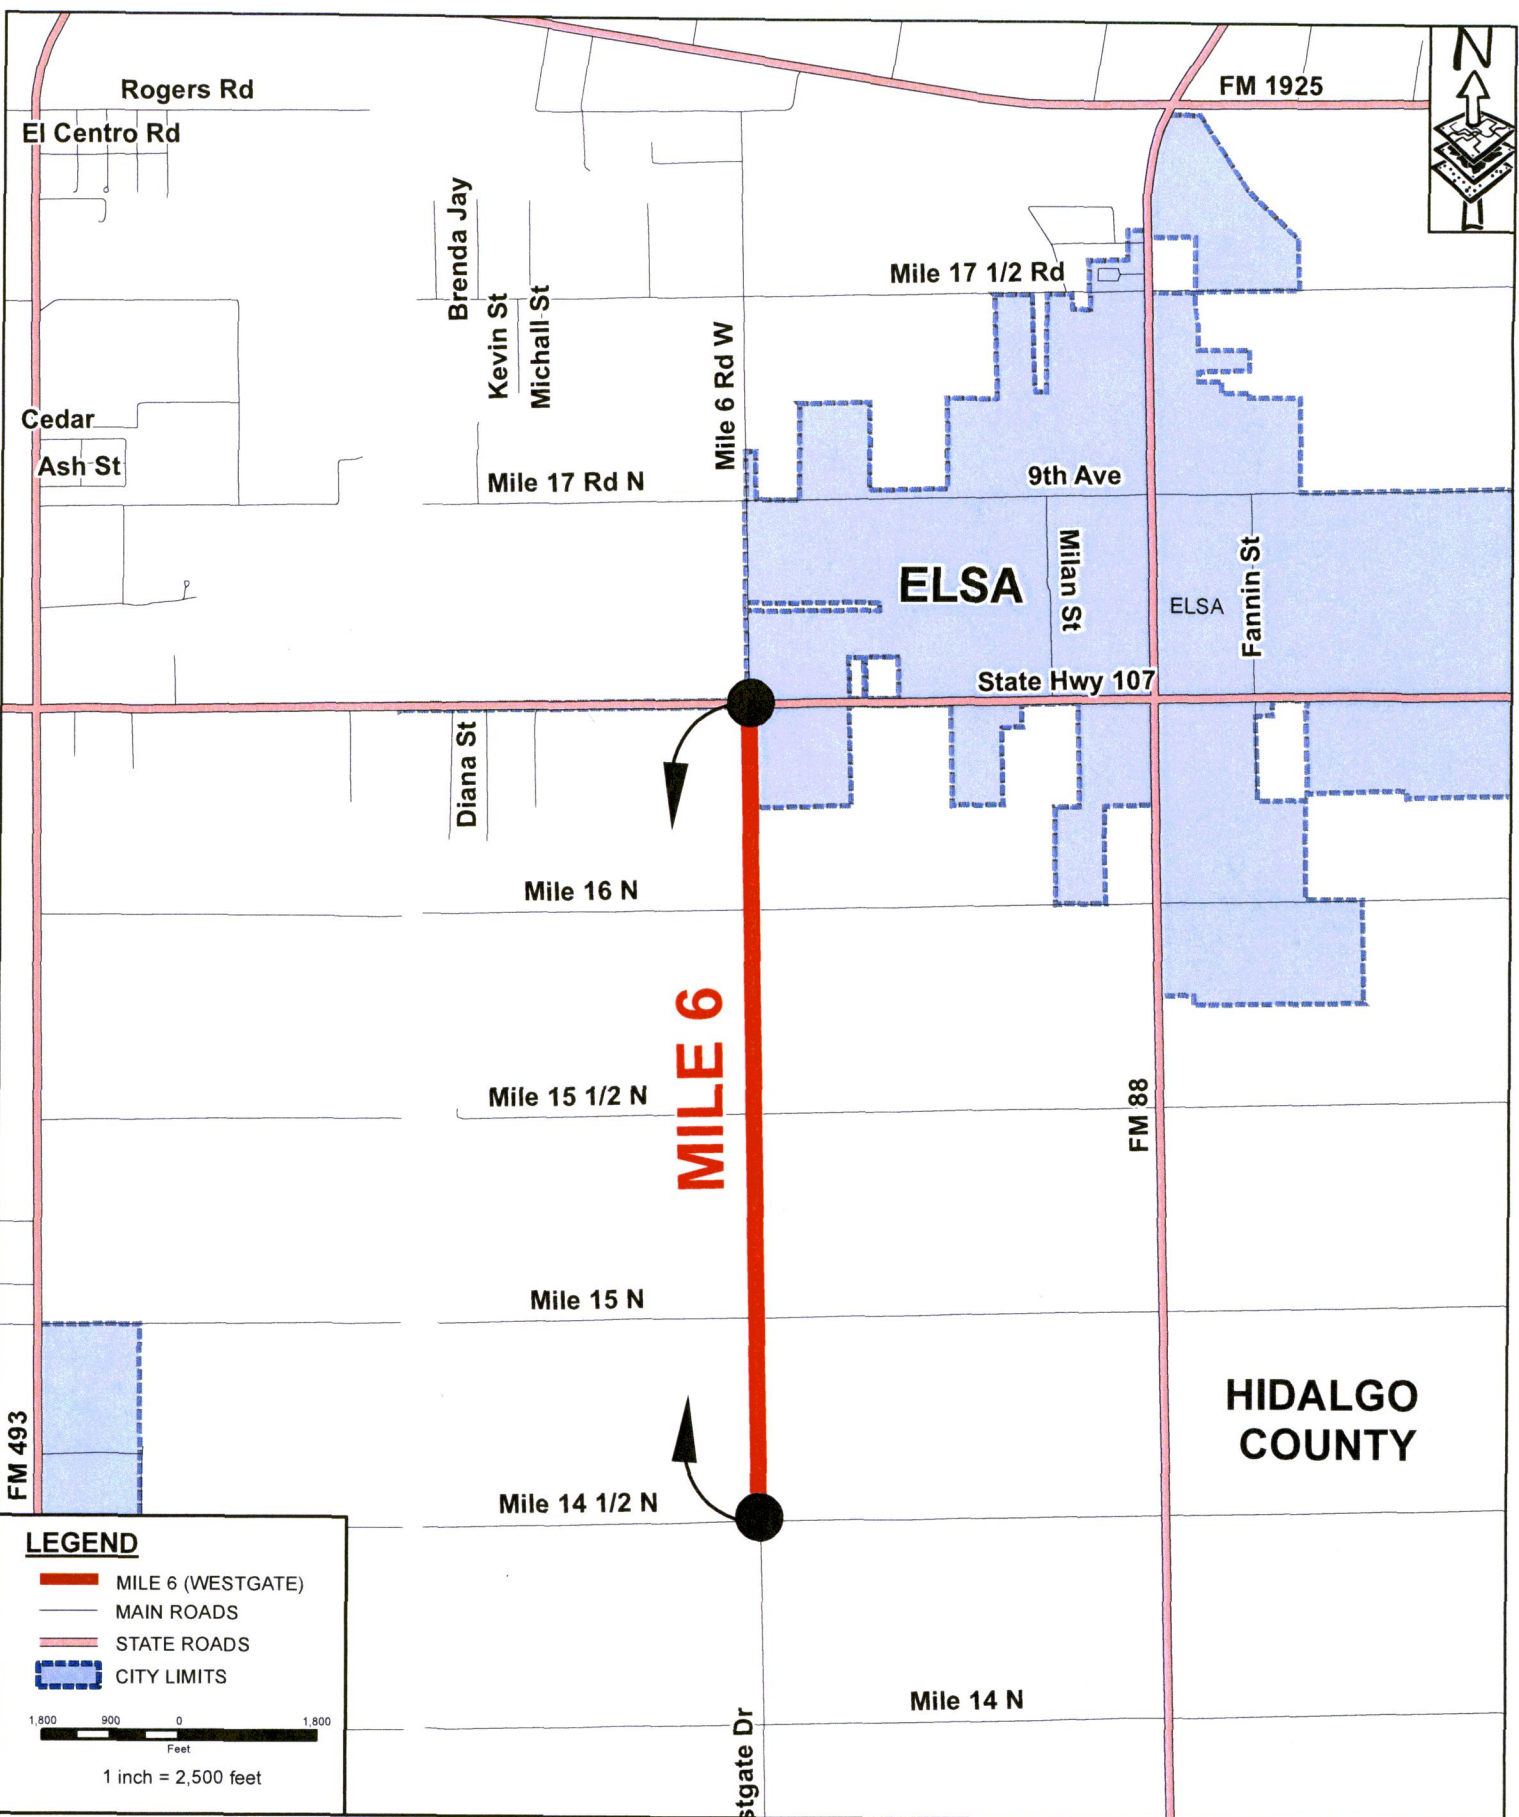 N
FM 1925
Rogers Rd
El Centro Rd
Brenda Jay
Kevin St
Michall St
Mile 17 1/2 Rd
Mile 6 Rd W
Cedar
Ash St
Mile 17 Rd N
9th Ave
ELSA
Milan St
ELSA
Fannin St
State Hwy 107
Diana St
Mile 16 N
MILE 6
Mile 15 1/2 N
FM 88
Mile 15 N
HIDALGO
COUNTY
FM 493
Mile 14 1/2 N
Mile 14 N
stgate Dr
LEGEND
MILE 6 (WESTGATE)
MAIN ROADS
STATE ROADS
CITY LIMITS
1,800 900 0 1,800
Feet
1 inch = 2,500 feet